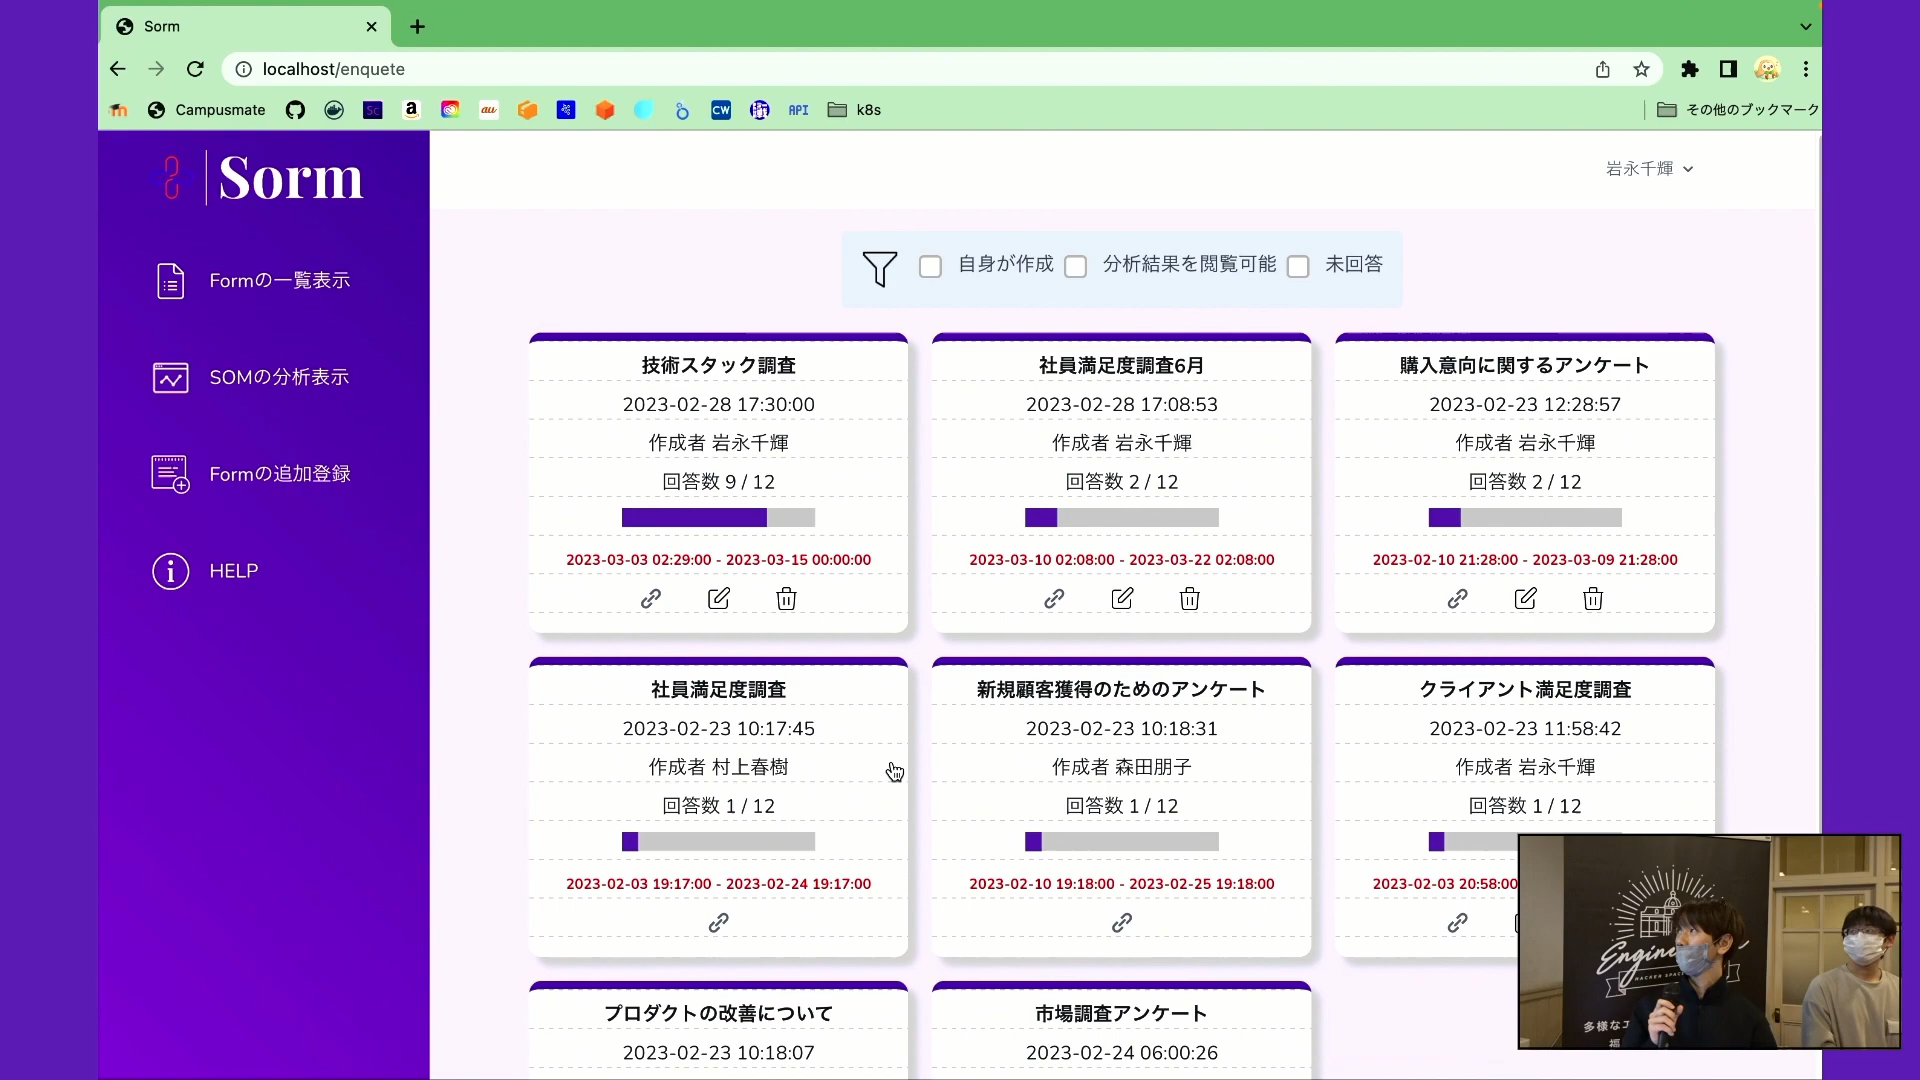 Sorm
localhost/enquete
Campusmate
Sc
a
au
CW
API
k8s
その他のブックマーク
Sorm
岩永千輝
Formの一覧表示
SOMの分析表示
Formの追加登録
HELP
自身が作成
分析結果を閲覧可能
未回答
技術スタック調査
2023-02-28 17:30:00
作成者 岩永千輝
回答数 9 / 12
2023-03-03 02:29:00 - 2023-03-15 00:00:00
社員満足度調査6月
2023-02-28 17:08:53
作成者 岩永千輝
回答数 2 / 12
2023-03-10 02:08:00 - 2023-03-22 02:08:00
購入意向に関するアンケート
2023-02-23 12:28:57
作成者 岩永千輝
回答数 2 / 12
2023-02-10 21:28:00 - 2023-03-09 21:28:00
社員満足度調査
2023-02-23 10:17:45
作成者 村上春樹
回答数 1 / 12
2023-02-03 19:17:00 - 2023-02-24 19:17:00
新規顧客獲得のためのアンケート
2023-02-23 10:18:31
作成者 森田朋子
回答数 1 / 12
2023-02-10 19:18:00 - 2023-02-25 19:18:00
クライアント満足度調査
2023-02-23 11:58:42
作成者 岩永千輝
回答数 1 / 12
2023-02-03 20:58:00
プロダクトの改善について
2023-02-23 10:18:07
市場調査アンケート
2023-02-24 06:00:26
Engine
HACKER SPA
多様な
福